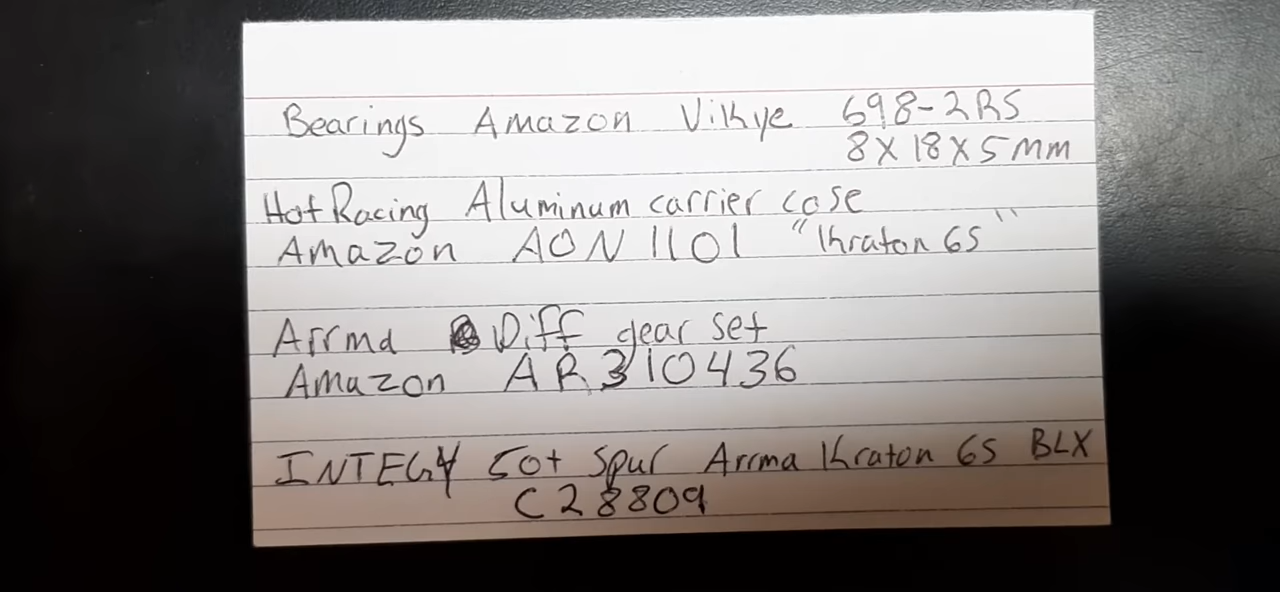 Bearings Amazon Vikye 698-2RS
8X18X5mm
Hot Racing Aluminum carrier case
Amazon AON1101 "Kraton 6S"
Arrma Diff gear set
Amazon AR310436
INTEGY 50t Spur Arrma Kraton 6S BLX
C28809